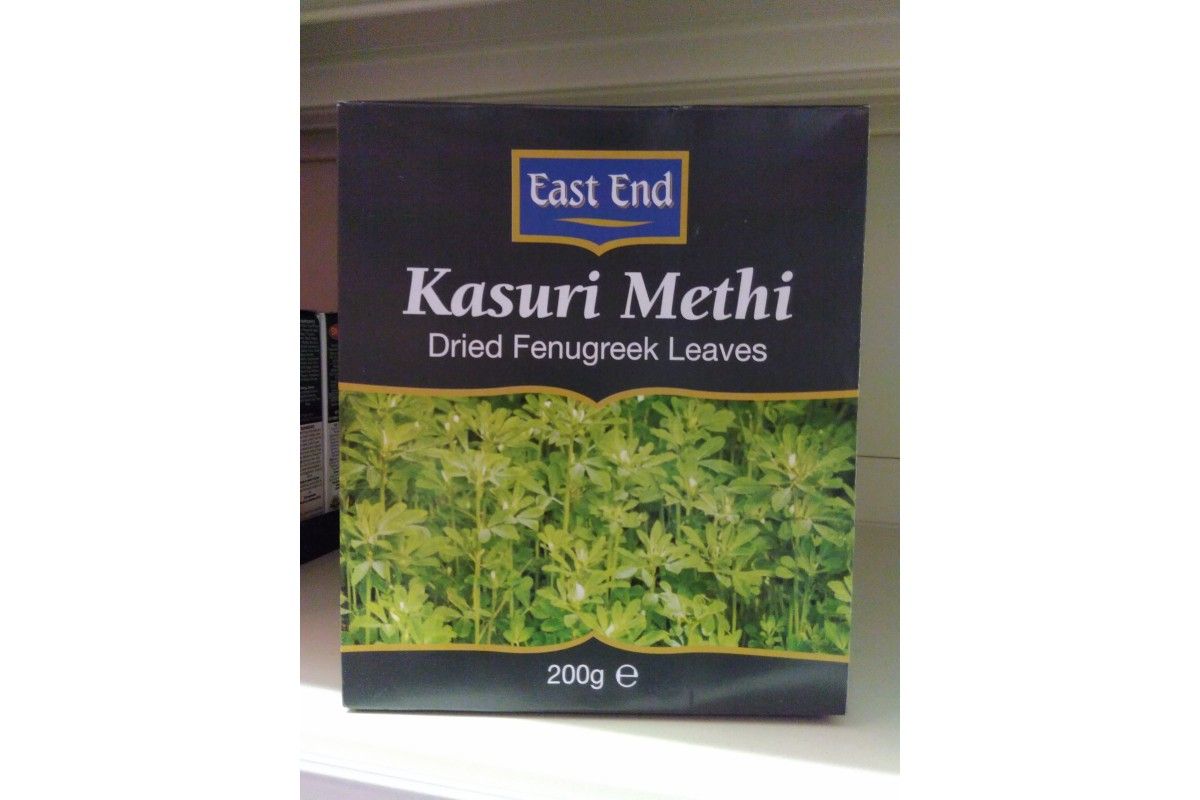 East End
Kasuri Methi
Dried Fenugreek Leaves
200g ℮